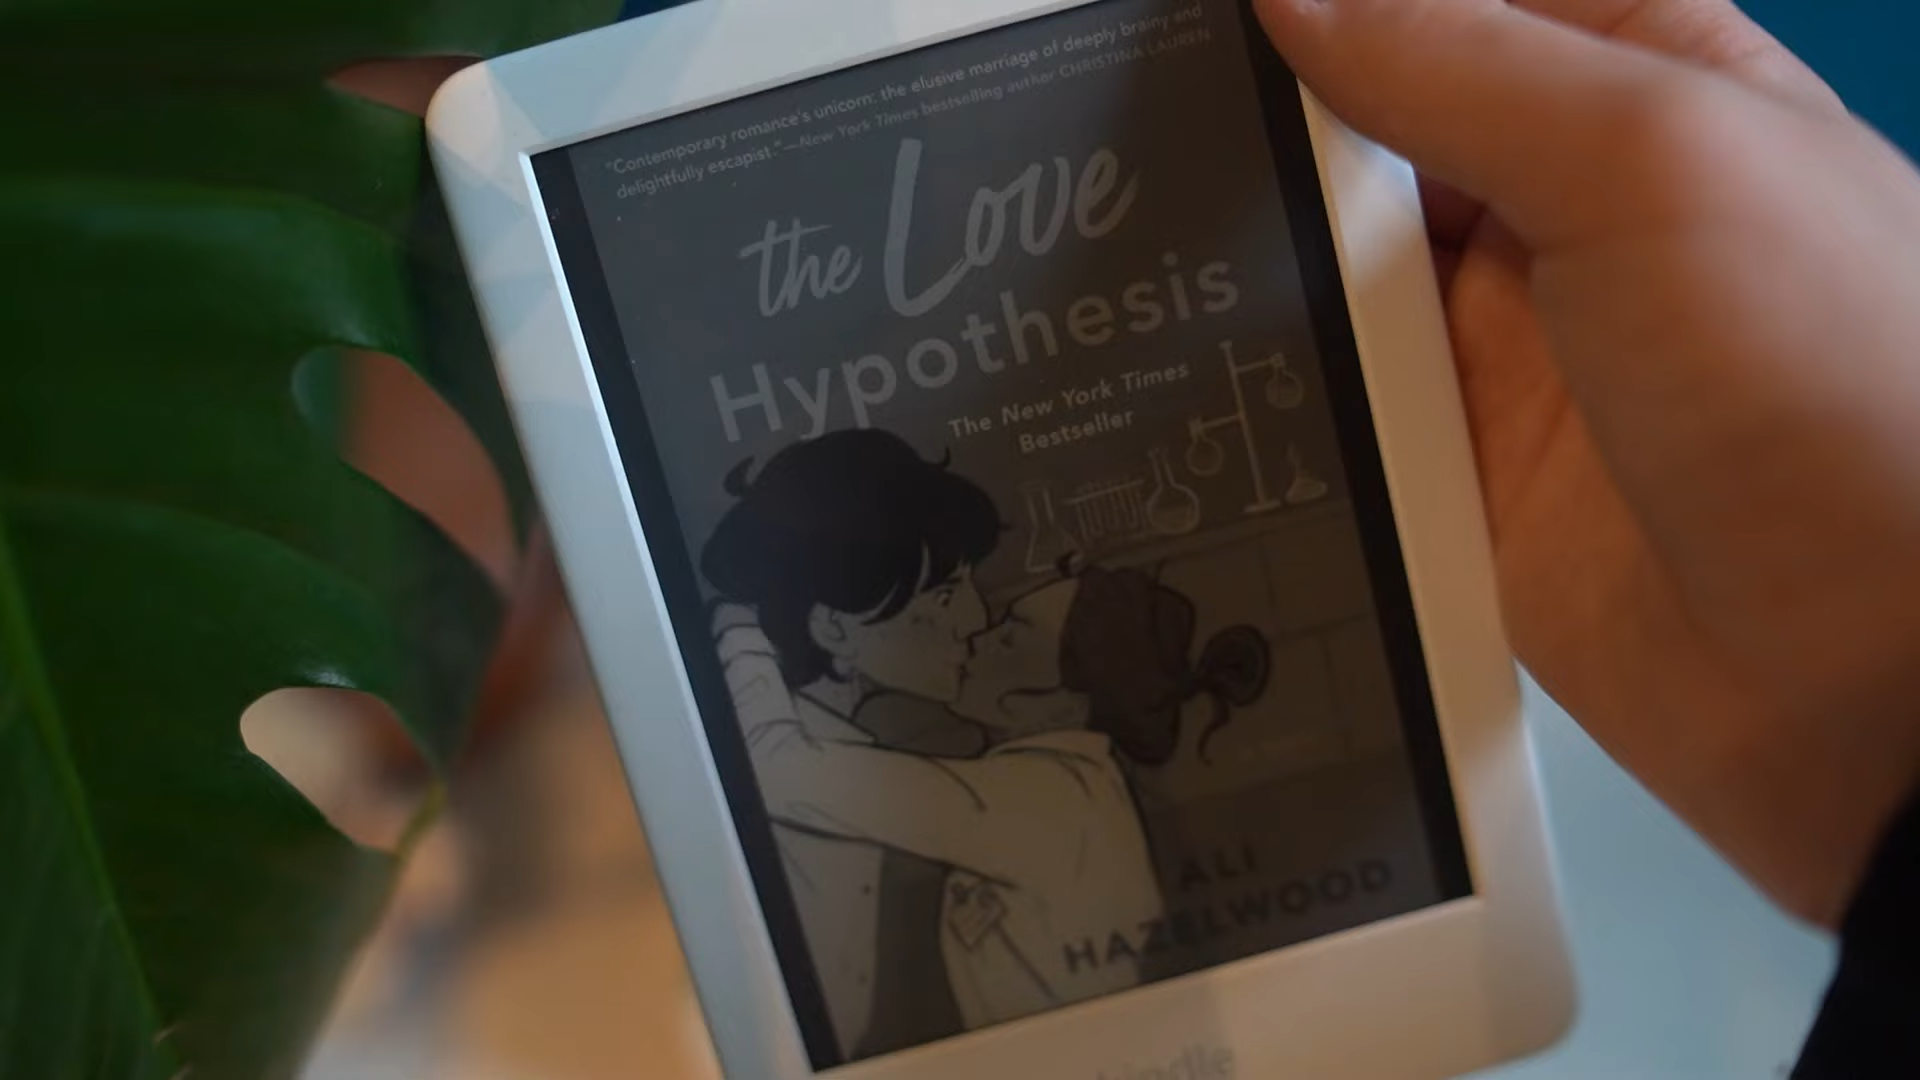 "Contemporary romance's unicorn: the elusive marriage of deeply brainy and
delightfully escapist."—New York Times bestselling author CHRISTINA LAUREN
the Love
Hypothesis
The New York Times
Bestseller
ALI
HAZELWOOD
kindle